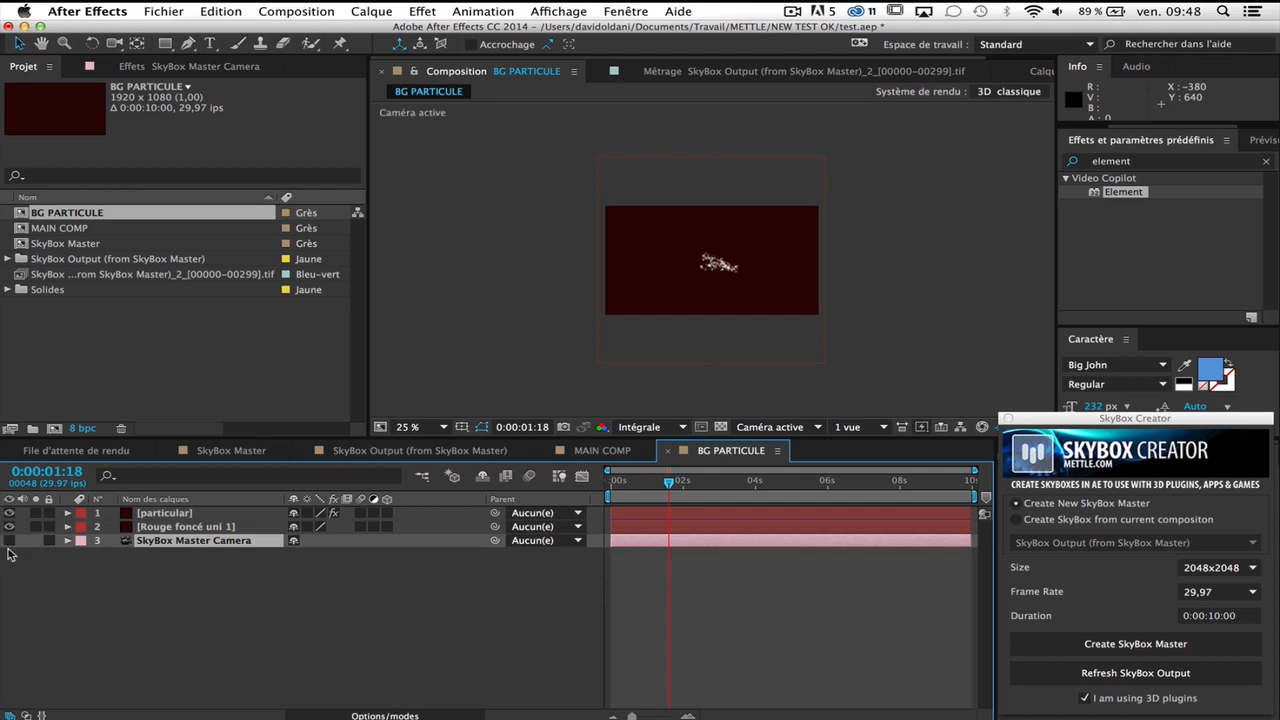 After Effects Fichier Edition Composition Calque Effet Animation Affichage Fenêtre Aide 5 11 89 % ven. 09:48
Adobe After Effects CC 2014 - /Users/davidoldani/Documents/Travail/METTLE/NEW TEST OK/test.aep *
Accrochage Espace de travail : Standard Rechercher dans l'aide
Projet Effets SkyBox Master Camera
Composition BG PARTICULE Métrage SkyBox Output (from SkyBox Master)_2_[00000-00299].tif Calqu
Info Audio
BG PARTICULE
1920 x 1080 (1,00)
Δ 0:00:10:00, 29,97 ips
BG PARTICULE Système de rendu : 3D classique
Caméra active
R : X : -380
V : Y : 640
B :
A : 0
Effets et paramètres prédéfinis Prévis
element
Video Copilot
Element
Nom
BG PARTICULE Grès
MAIN COMP Grès
SkyBox Master Grès
SkyBox Output (from SkyBox Master) Jaune
SkyBox ...rom SkyBox Master)_2_[00000-00299].tif Bleu-vert
Solides Jaune
Caractère
Big John
Regular
232 px Auto
8 bpc
25 % 0:00:01:18 Intégrale Caméra active 1 vue
File d'attente de rendu SkyBox Master SkyBox Output (from SkyBox Master) MAIN COMP BG PARTICULE
0:00:01:18
00048 (29.97 ips)
:00s 02s 04s 06s 08s 10s
N° Nom des calques Parent
1 [particular] Aucun(e)
2 [Rouge foncé uni 1] Aucun(e)
3 SkyBox Master Camera Aucun(e)
Options/modes
SkyBox Creator
SKYBOX CREATOR
METTLE.COM
CREATE SKYBOXES IN AE TO USE WITH 3D PLUGINS, APPS & GAMES
Create New SkyBox Master
Create SkyBox from current compositon
SkyBox Output (from SkyBox Master)
Size 2048x2048
Frame Rate 29,97
Duration 0:00:10:00
Create SkyBox Master
Refresh SkyBox Output
I am using 3D plugins